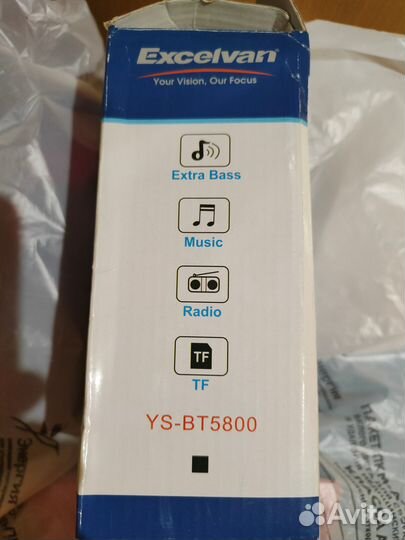 Excelvan
Your Vision, Our Focus
Extra Bass
Music
Radio
TF
TF
YS-BT5800
Avito